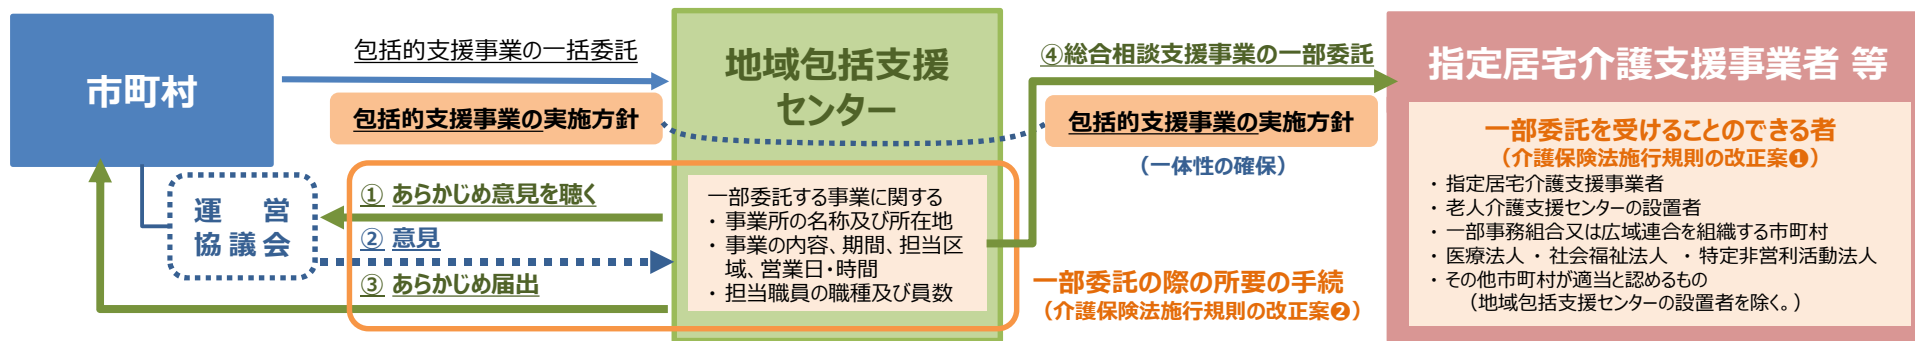 市町村
包括的支援事業の一括委託
包括的支援事業の実施方針
運　営
協議会
① あらかじめ意見を聴く
② 意見
③ あらかじめ届出
地域包括支援
センター
一部委託する事業に関する
・ 事業所の名称及び所在地
・ 事業の内容、期間、担当区
域、営業日・時間
・ 担当職員の職種及び員数
④総合相談支援事業の一部委託
包括的支援事業の実施方針
（一体性の確保）
一部委託の際の所要の手続
（介護保険法施行規則の改正案❷）
指定居宅介護支援事業者 等
一部委託を受けることのできる者
（介護保険法施行規則の改正案❶）
・ 指定居宅介護支援事業者
・ 老人介護支援センターの設置者
・ 一部事務組合又は広域連合を組織する市町村
・ 医療法人 ・ 社会福祉法人 ・ 特定非営利活動法人
・ その他市町村が適当と認めるもの
（地域包括支援センターの設置者を除く。）